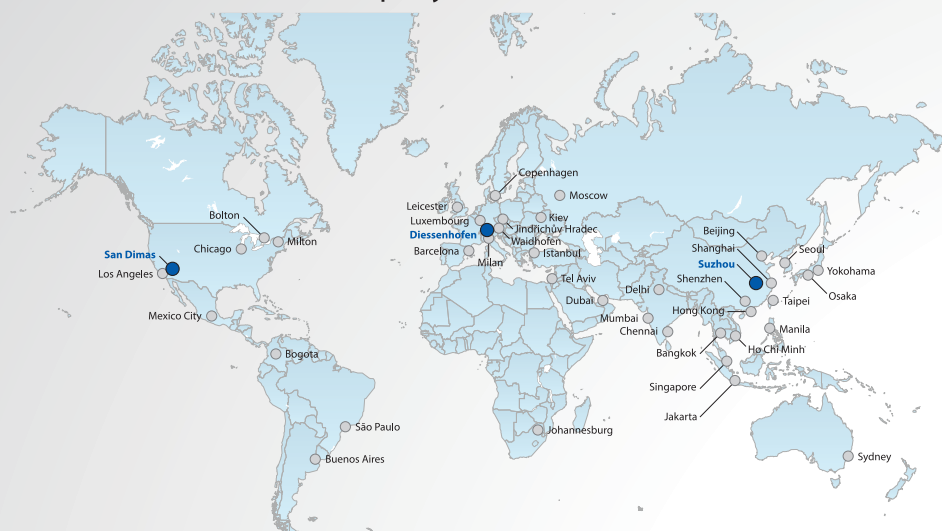 Copenhagen
Moscow
Leicester
Luxembourg
Kiev
Jindřichův Hradec
Diessenhofen
Waidhofen
Barcelona
Istanbul
Milan
Bolton
Milton
Chicago
San Dimas
Los Angeles
Mexico City
Bogota
São Paulo
Buenos Aires
Tel Aviv
Dubai
Delhi
Mumbai
Chennai
Beijing
Shanghai
Seoul
Suzhou
Yokohama
Shenzhen
Osaka
Hong Kong
Taipei
Manila
Bangkok
Ho Chi Minh
Singapore
Jakarta
Johannesburg
Sydney